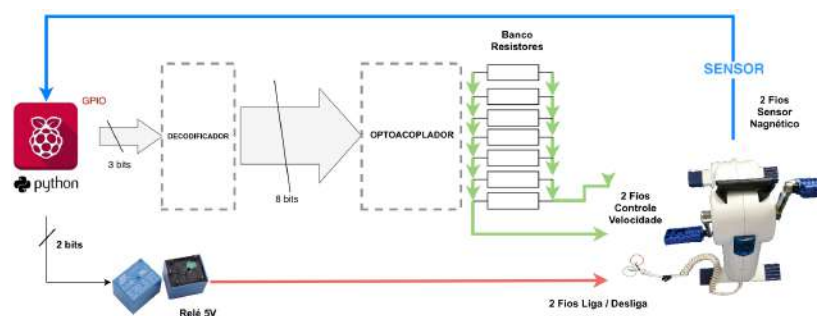 Banco
Resistores
SENSOR
2 Fios
Sensor
Nagnético
GPIO
DECODIFICADOR
OPTOACOPLADOR
3 bits
python
8 bits
2 Fios
Controle
Velocidade
2 bits
Relé 5V
2 Fios Liga / Desliga